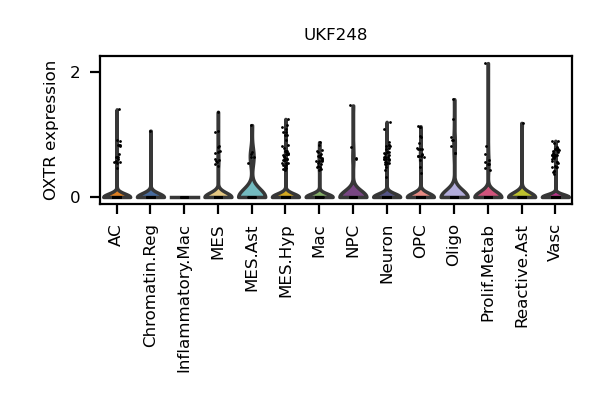 UKF248
OXTR expression
2
0
AC
Chromatin.Reg
Inflammatory.Mac
MES
MES.Ast
MES.Hyp
Mac
NPC
Neuron
OPC
Oligo
Prolif.Metab
Reactive.Ast
Vasc